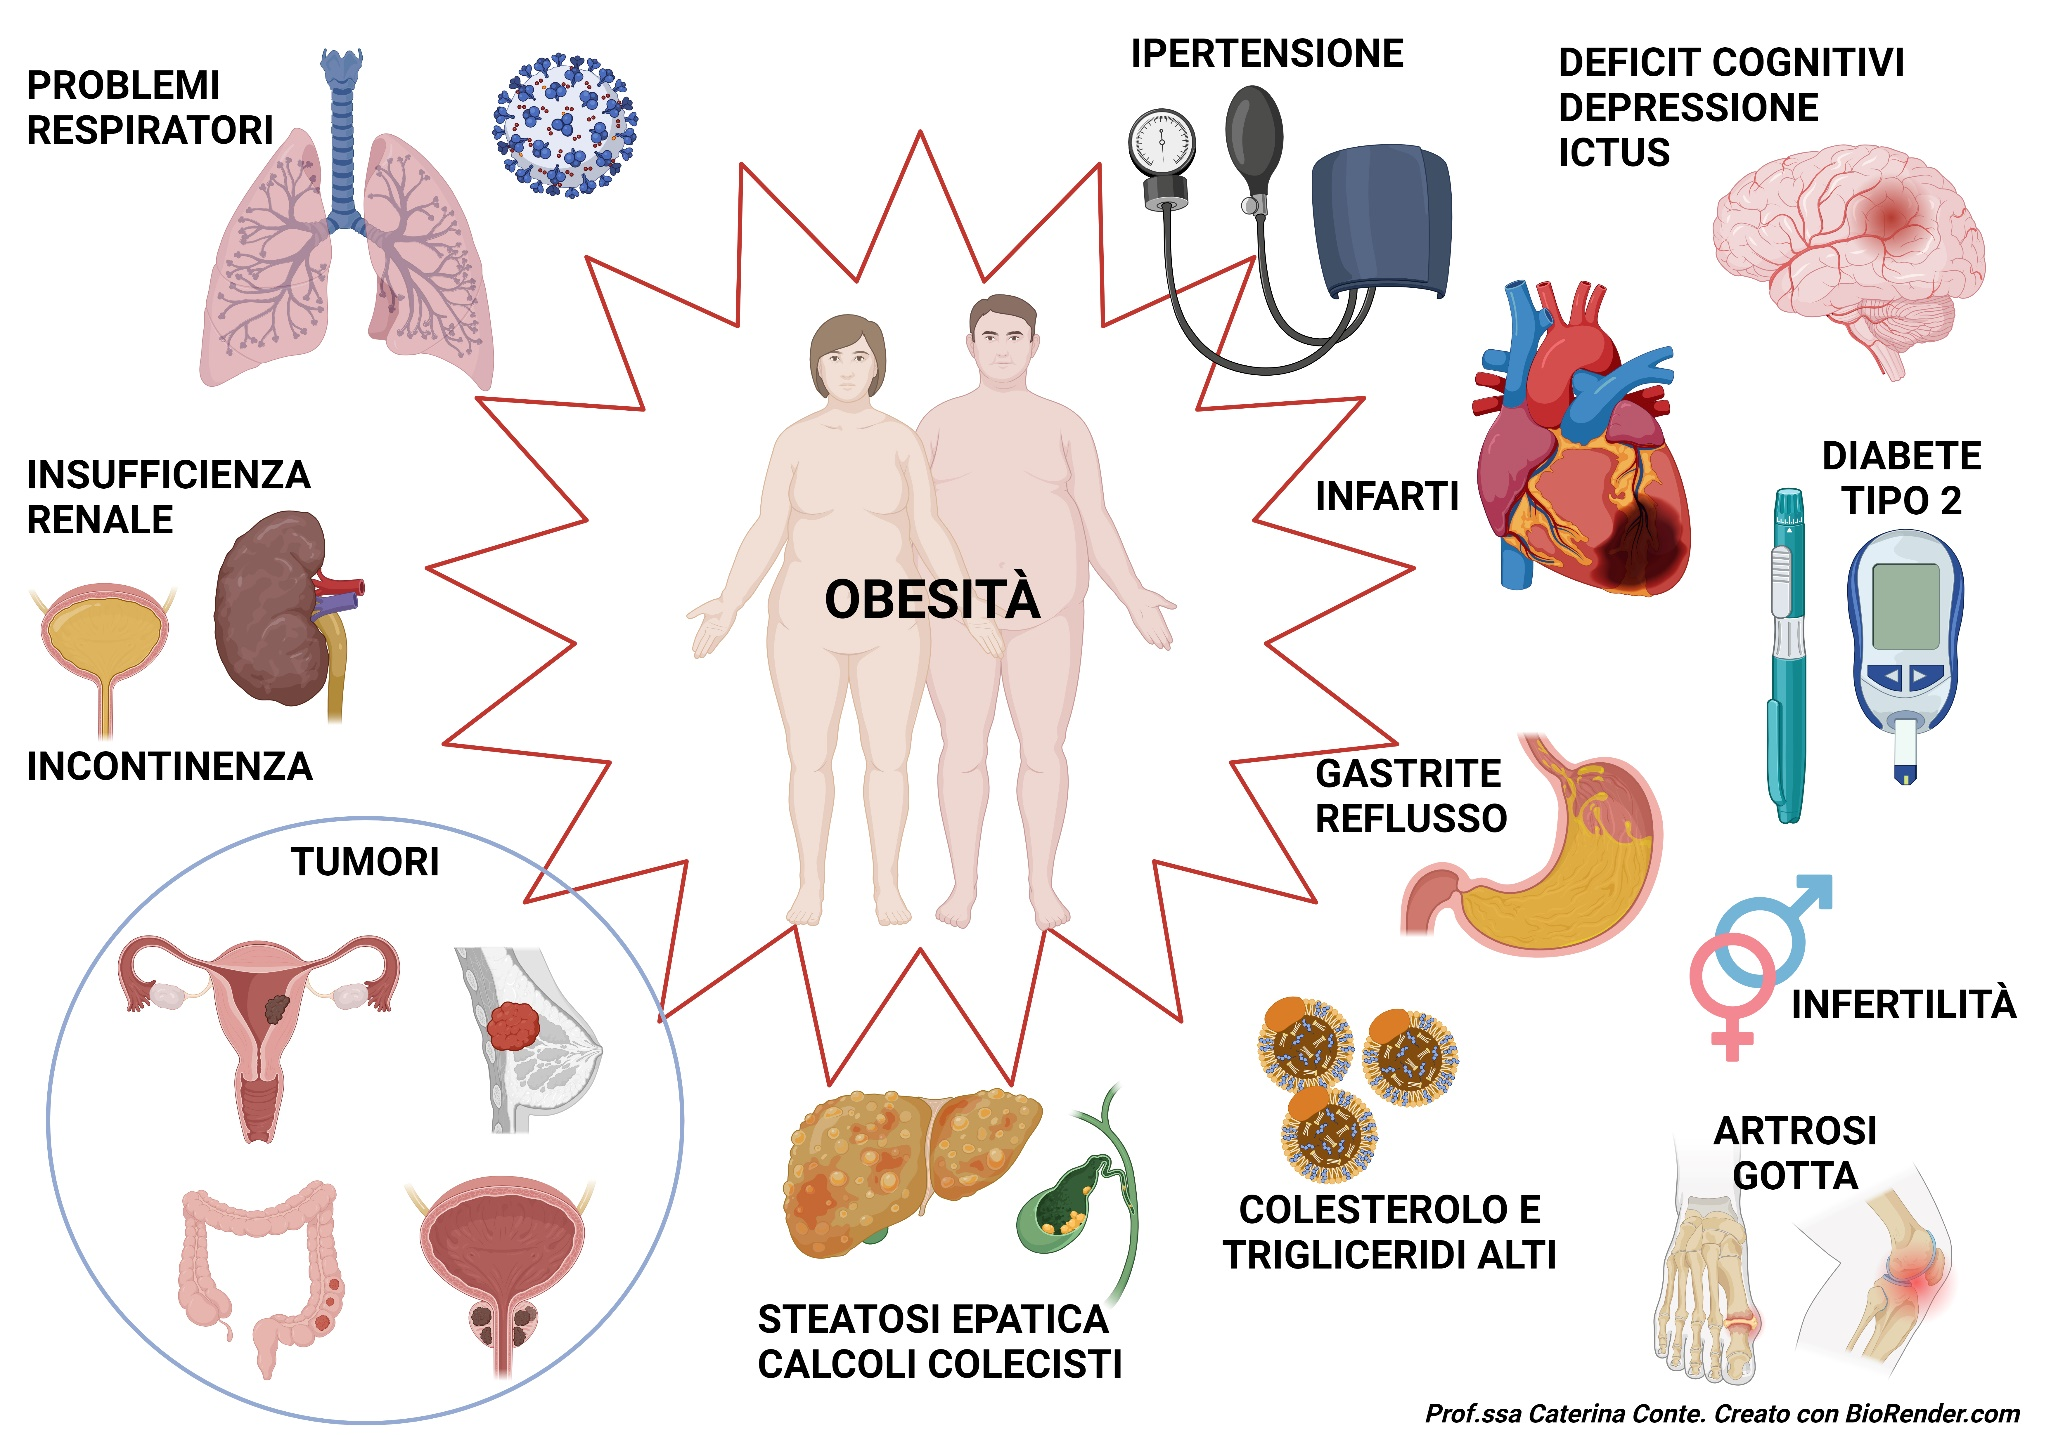 PROBLEMI
RESPIRATORI
IPERTENSIONE
DEFICIT COGNITIVI
DEPRESSIONE
ICTUS
INSUFFICIENZA
RENALE
INCONTINENZA
OBESITÀ
INFARTI
DIABETE
TIPO 2
GASTRITE
REFLUSSO
TUMORI
INFERTILITÀ
STEATOSI EPATICA
CALCOLI COLECISTI
COLESTEROLO E
TRIGLICERIDI ALTI
ARTROSI
GOTTA
Prof.ssa Caterina Conte. Creato con BioRender.com